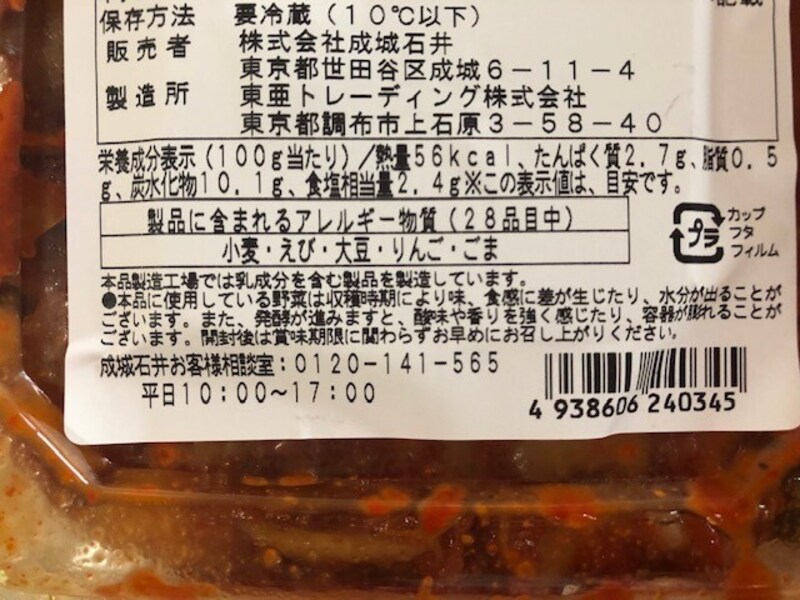 保存方法 要冷蔵(10℃以下)
販売者 株式会社成城石井
東京都世田谷区成城6-11-4
製造所 東亜トレーディング株式会社
東京都調布市上石原3-58-40
栄養成分表示(100g当たり)/熱量56kcal、たんぱく質2.7g、脂質0.5
g、炭水化物10.1g、食塩相当量2.4g※この表示値は、目安です。
製品に含まれるアレルギー物質(28品目中)
小麦・えび・大豆・りんご・ごま
プラ
カップ
フタ
フィルム
本品製造工場では乳成分を含む製品を製造しています。
●本品に使用している野菜は収穫時期により味、食感に差が生じたり、水分が出ることが
ございます。また、発酵が進みますと、酸味や香りを強く感じたり、容器が膨れることが
ございます。開封後は賞味期限に関わらずお早めにお召し上がりください。
成城石井お客様相談室:0120-141-565
平日10:00～17:00
4 938606 240345